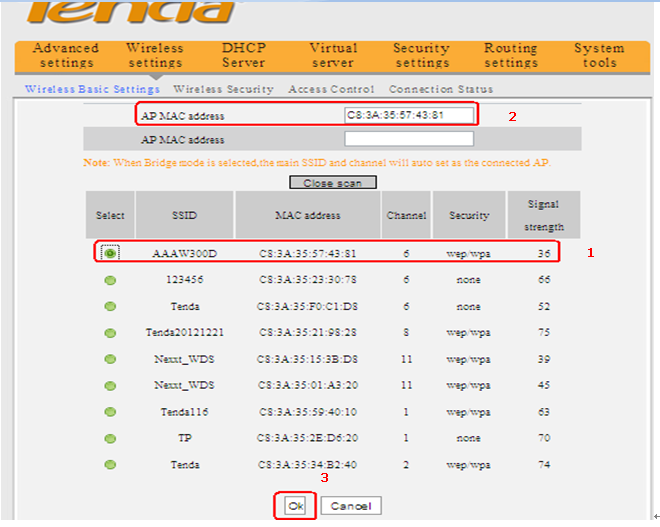 Tenda
Advanced settings Wireless settings DHCP Server Virtual server Security settings Routing settings System tools
Wireless Basic Settings Wireless Security Access Control Connection Status
AP MAC address C8:3A:35:57:43:81 2
AP MAC address
Note: When Bridge mode is selected,the main SSID and channel will auto set as the connected AP.
Close scan
Select SSID MAC address Channel Security Signal strength
AAAW300D C8:3A:35:57:43:81 6 wep/wpa 36 1
123456 C8:3A:35:23:30:78 6 none 66
Tenda C8:3A:35:F0:C1:D8 6 none 52
Tenda20121221 C8:3A:35:21:98:28 8 wep/wpa 75
Nexxt_WDS C8:3A:35:15:3B:D8 11 wep/wpa 39
Nexxt_WDS C8:3A:35:01:A3:20 11 wep/wpa 45
Tenda116 C8:3A:35:59:40:10 1 wep/wpa 63
TP C8:3A:35:2E:D6:20 1 none 70
Tenda C8:3A:35:34:B2:40 2 wep/wpa 74
3
Ok Cancel